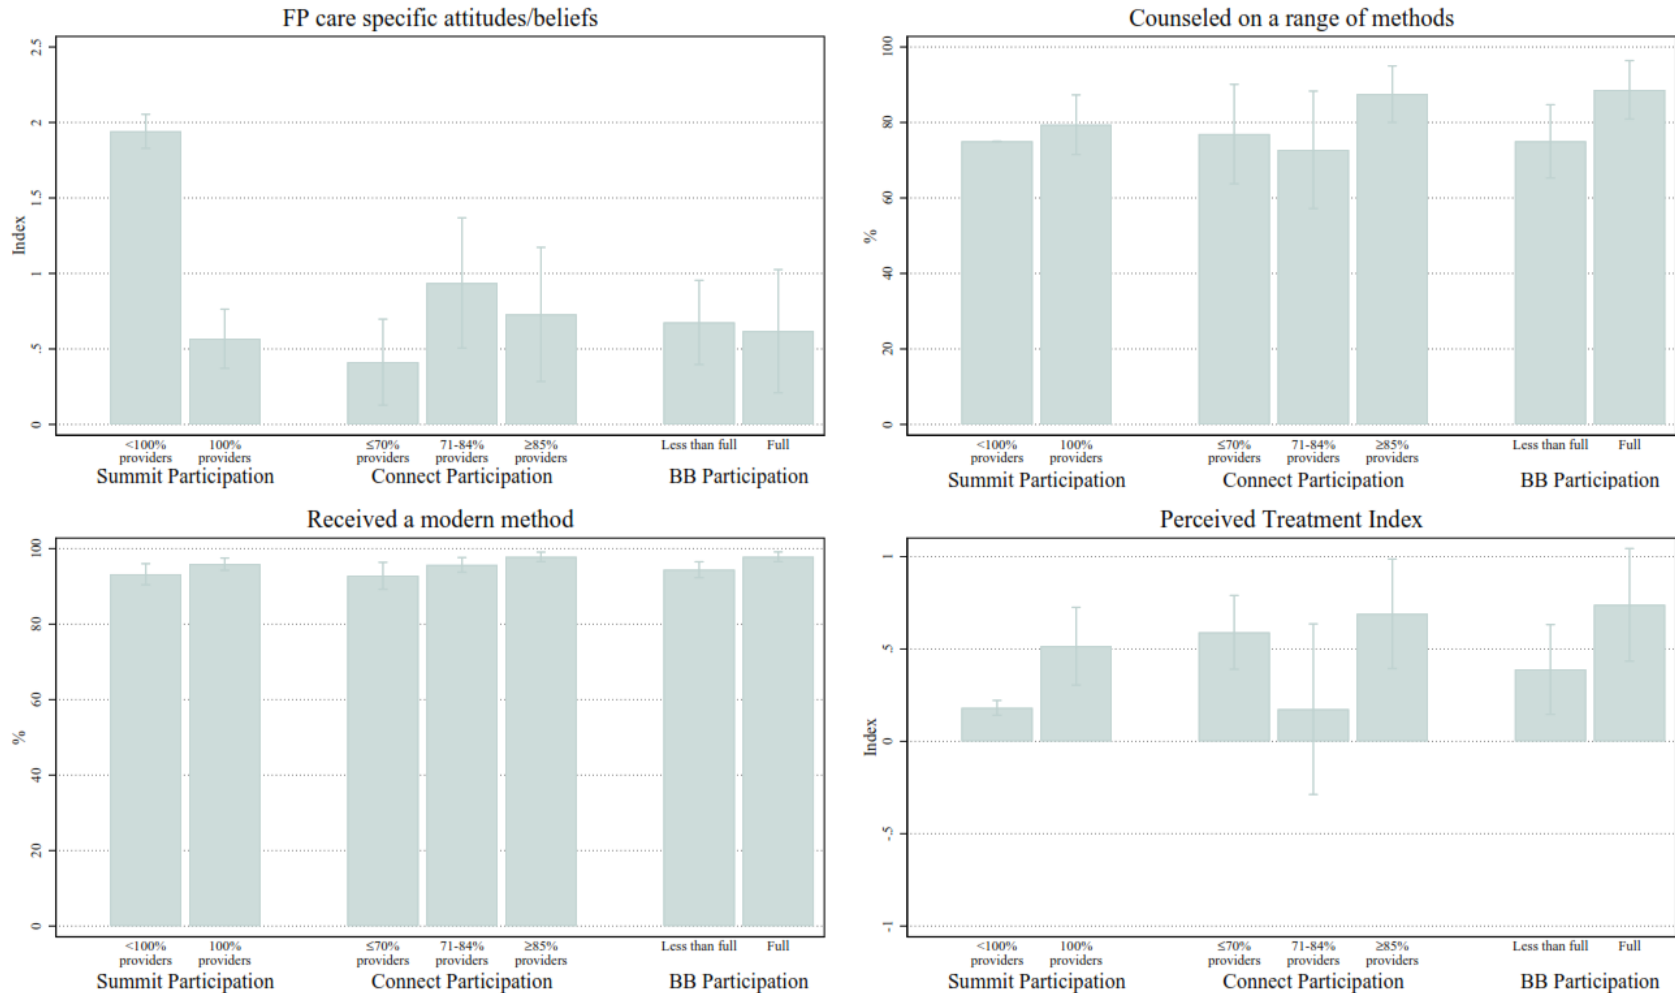 FP care specific attitudes/beliefs
Index
2.5
2
1.5
1
.5
0
<100% 100% ≤70% 71-84% ≥85% Less than full Full
providers providers providers providers providers
Summit Participation Connect Participation BB Participation
Counseled on a range of methods
%
100
80
60
40
20
0
<100% 100% ≤70% 71-84% ≥85% Less than full Full
providers providers providers providers providers
Summit Participation Connect Participation BB Participation
Received a modern method
%
100
80
60
40
20
0
<100% 100% ≤70% 71-84% ≥85% Less than full Full
providers providers providers providers providers
Summit Participation Connect Participation BB Participation
Perceived Treatment Index
Index
1
.5
0
-.5
-1
<100% 100% ≤70% 71-84% ≥85% Less than full Full
providers providers providers providers providers
Summit Participation Connect Participation BB Participation